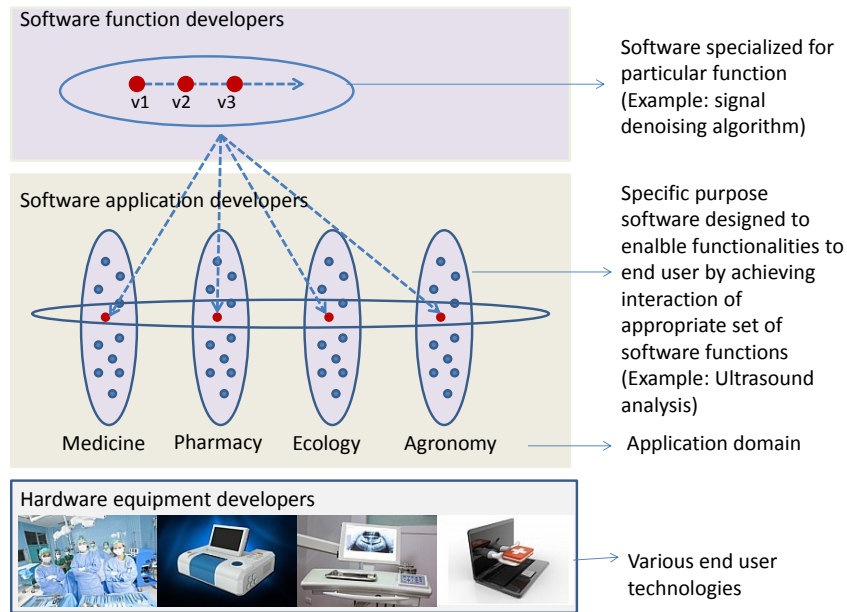 Software function developers
v1
v2
v3
Software specialized for
particular function
(Example: signal
denoising algorithm)
Software application developers
Specific purpose
software designed to
enalble functionalities to
end user by achieving
interaction of
appropriate set of
software functions
(Example: Ultrasound
analysis)
Medicine
Pharmacy
Ecology
Agronomy
Application domain
Hardware equipment developers
Various end user
technologies